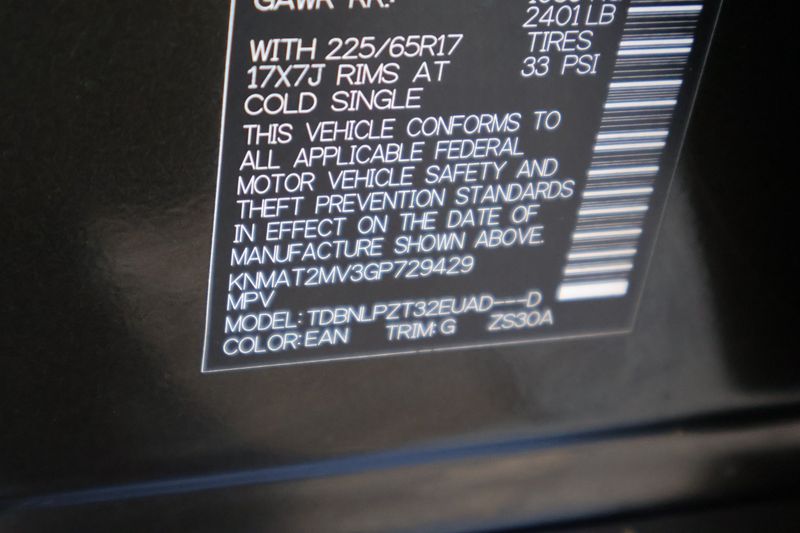 GAWR RR:
2401 LB
WITH 225/65R17 TIRES
17X7J RIMS AT 33 PSI
COLD SINGLE
THIS VEHICLE CONFORMS TO
ALL APPLICABLE FEDERAL
MOTOR VEHICLE SAFETY AND
THEFT PREVENTION STANDARDS
IN EFFECT ON THE DATE OF
MANUFACTURE SHOWN ABOVE.
KNMAT2MV3GP729429
MPV
MODEL: TDBNLPZT32EUAD---D
COLOR: EAN TRIM: G ZS30A